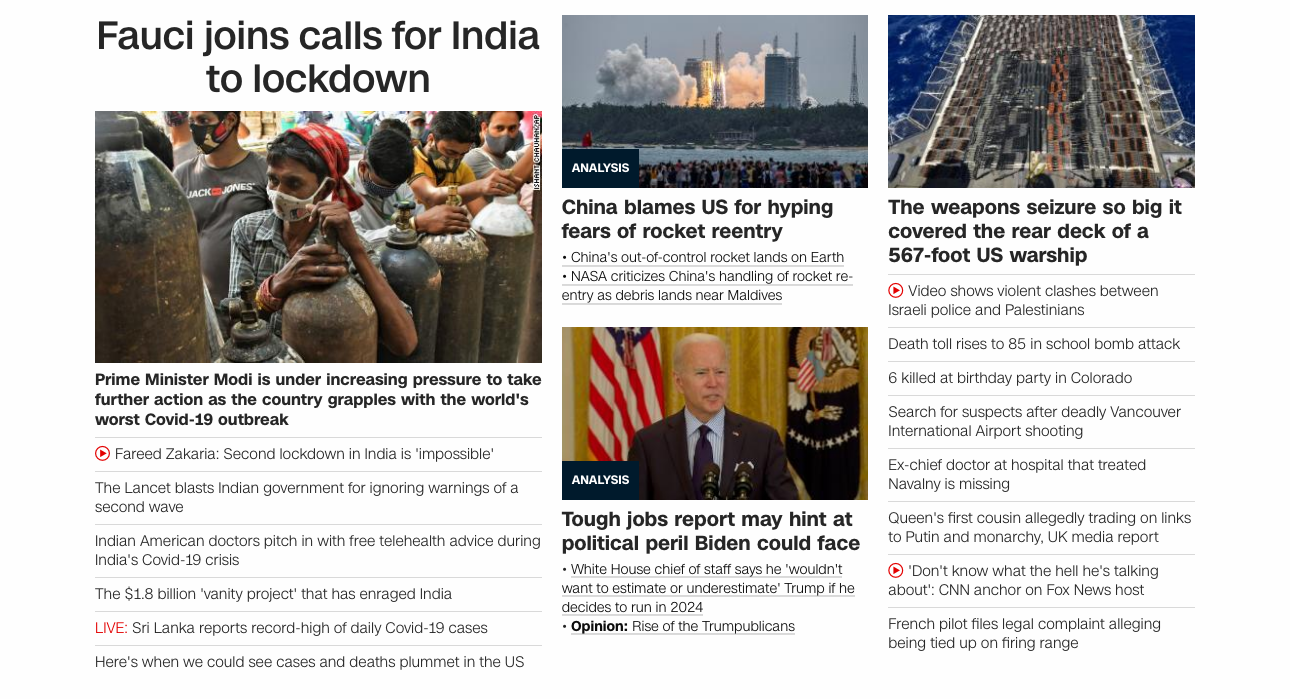 Fauci joins calls for India
to lockdown
ISHANT CHAUHAN/AP
JACK JONES
Prime Minister Modi is under increasing pressure to take
further action as the country grapples with the world's
worst Covid-19 outbreak
Fareed Zakaria: Second lockdown in India is 'impossible'
The Lancet blasts Indian government for ignoring warnings of a
second wave
Indian American doctors pitch in with free telehealth advice during
India's Covid-19 crisis
The $1.8 billion 'vanity project' that has enraged India
LIVE: Sri Lanka reports record-high of daily Covid-19 cases
Here's when we could see cases and deaths plummet in the US
ANALYSIS
China blames US for hyping
fears of rocket reentry
• China's out-of-control rocket lands on Earth
• NASA criticizes China's handling of rocket re-
entry as debris lands near Maldives
ANALYSIS
Tough jobs report may hint at
political peril Biden could face
• White House chief of staff says he 'wouldn't
want to estimate or underestimate' Trump if he
decides to run in 2024
• Opinion: Rise of the Trumpublicans
The weapons seizure so big it
covered the rear deck of a
567-foot US warship
Video shows violent clashes between
Israeli police and Palestinians
Death toll rises to 85 in school bomb attack
6 killed at birthday party in Colorado
Search for suspects after deadly Vancouver
International Airport shooting
Ex-chief doctor at hospital that treated
Navalny is missing
Queen's first cousin allegedly trading on links
to Putin and monarchy, UK media report
'Don't know what the hell he's talking
about': CNN anchor on Fox News host
French pilot files legal complaint alleging
being tied up on firing range